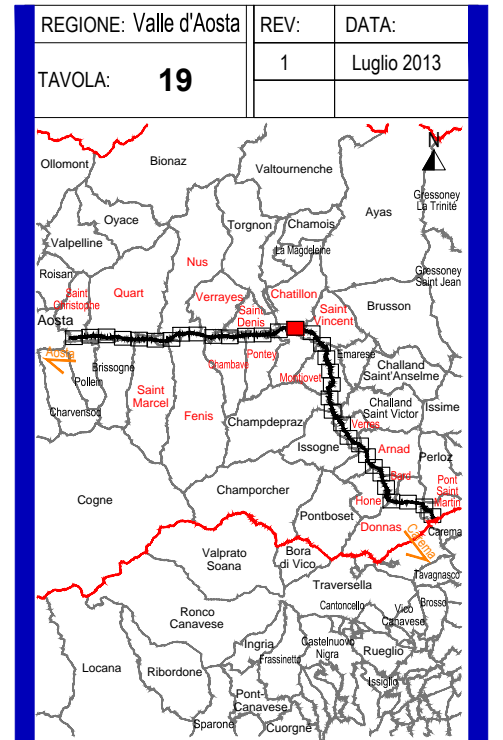 REGIONE: Valle d'Aosta
REV:
DATA:
TAVOLA: 19
1
Luglio 2013
N
Ollomont
Bionaz
Valtournenche
Gressoney
La Trinité
Ayas
Oyace
Torgnon
Chamois
Valpelline
La Magdeleine
Nus
Roisan
Gressoney
Saint Jean
Saint
Christophe
Quart
Verrayes
Chatillon
Saint
Denis
Saint
Vincent
Brusson
Aosta
Aosta
Brissogne
Pollein
Chambave
Pontey
Emarese
Challand
Saint'Anselme
Montjovet
Saint
Marcel
Fenis
Charvensod
Champdepraz
Challand
Saint Victor
Issime
Verres
Issogne
Arnad
Perloz
Bard
Pont
Saint
Martin
Cogne
Champorcher
Hone
Pontboset
Donnas
Carema
Carema
Valprato
Soana
Bora
di Vico
Traversella
Tavagnasco
Ronco
Canavese
Cantoncello
Vico
Canavese
Brosso
Ingria
Castelnuovo
Nigra
Rueglio
Frassinetto
Locana
Ribordone
Issiglio
Pont-
Canavese
Sparone
Cuorgne'